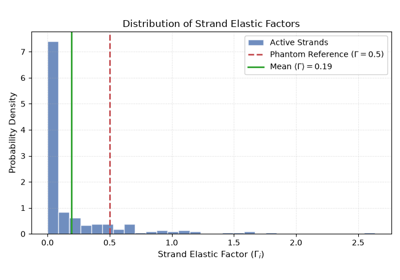 Distribution of Strand Elastic Factors
Active Strands
Phantom Reference (Γ = 0.5)
Mean ⟨Γ⟩ = 0.19
Probability Density
7
6
5
4
3
2
1
0
0.0 0.5 1.0 1.5 2.0 2.5
Strand Elastic Factor (Γᵢ)